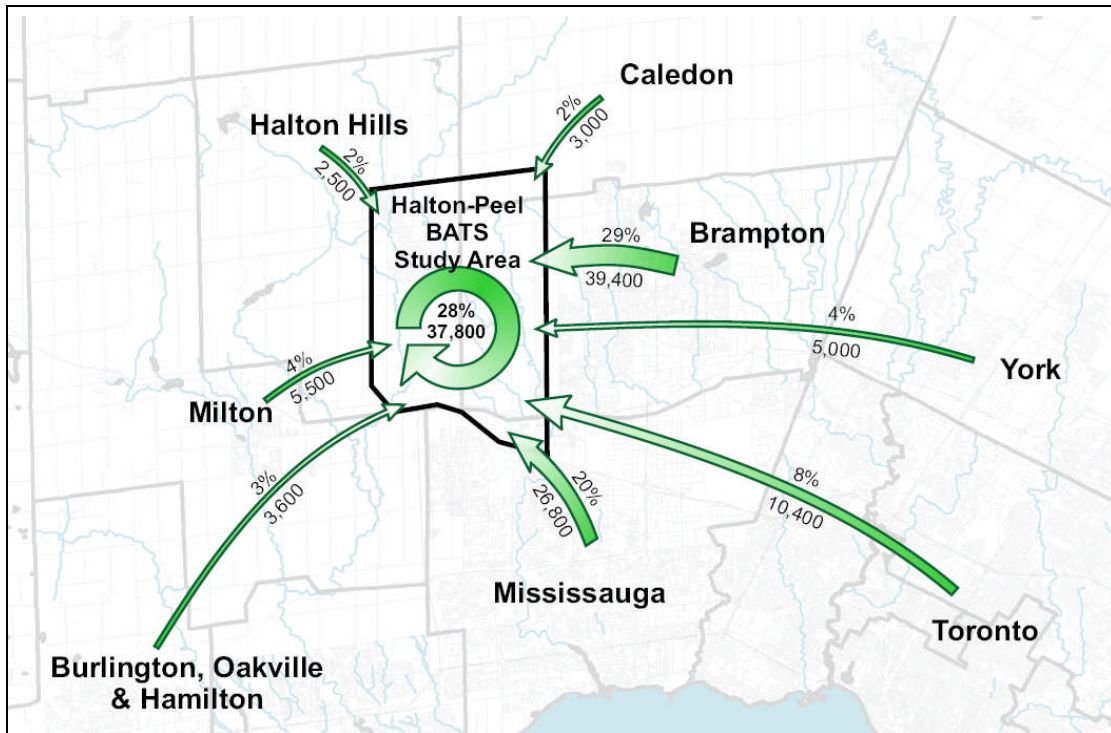 Caledon
2%
3,000
Halton Hills
2%
2,500
Halton-Peel
BATS
Study Area
29%
39,400
Brampton
28%
37,800
4%
5,000
York
4%
5,500
Milton
3%
3,600
20%
26,800
8%
10,400
Mississauga
Toronto
Burlington, Oakville
& Hamilton